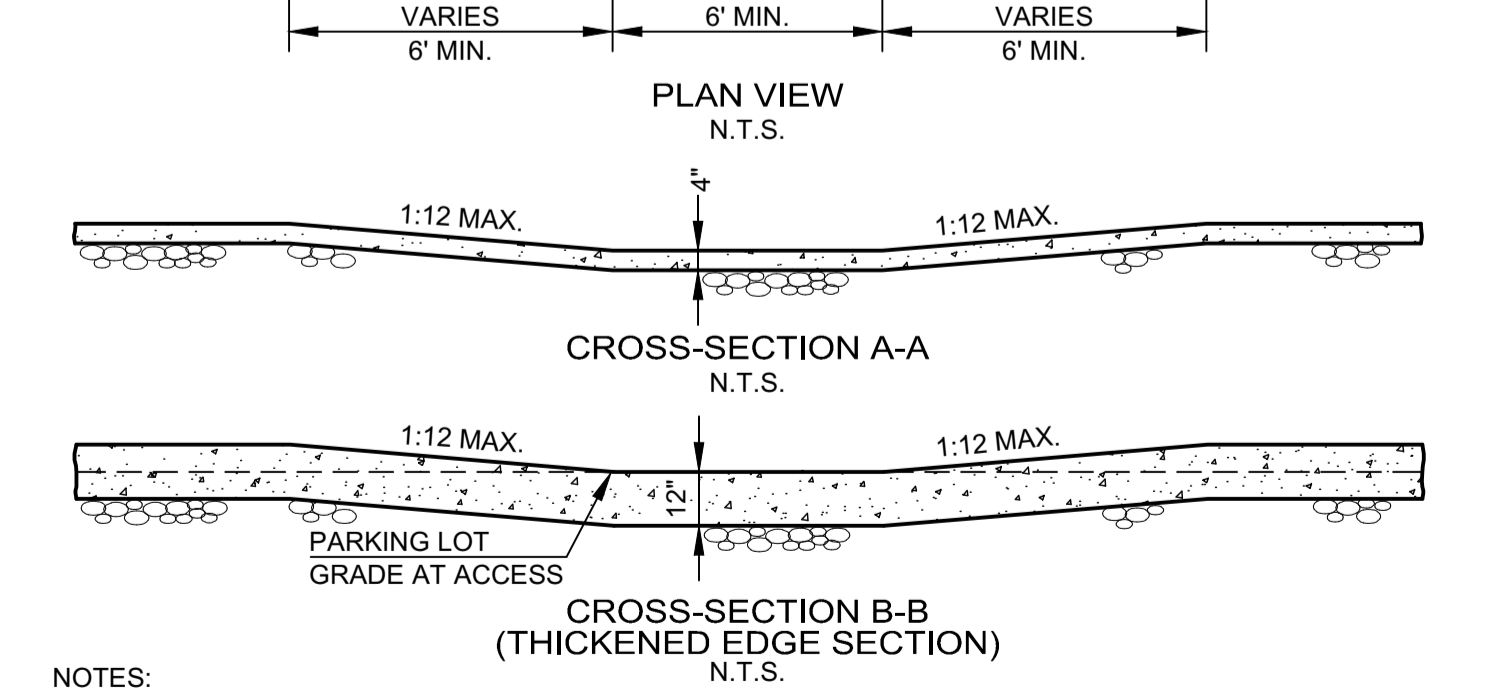 VARIES
6' MIN.
6' MIN.
VARIES
6' MIN.
PLAN VIEW
N.T.S.
4"
1:12 MAX.
1:12 MAX.
CROSS-SECTION A-A
N.T.S.
1:12 MAX.
1:12 MAX.
12"
PARKING LOT
GRADE AT ACCESS
CROSS-SECTION B-B
(THICKENED EDGE SECTION)
N.T.S.
NOTES: